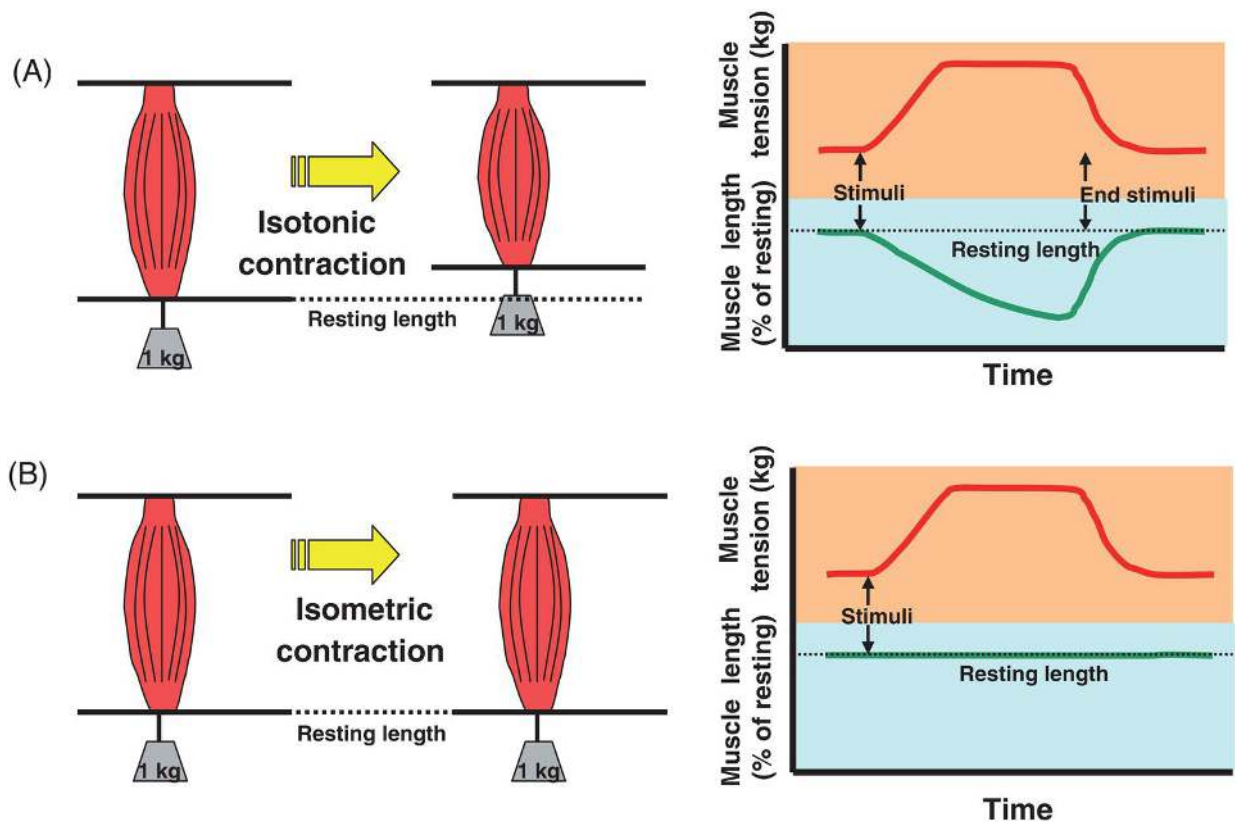 (A)
Isotonic
contraction
Resting length
1 kg
1 kg
Muscle
tension (kg)
Muscle length
(% of resting)
Stimuli
End stimuli
Resting length
Time
(B)
Isometric
contraction
Resting length
1 kg
1 kg
Muscle
tension (kg)
Muscle length
(% of resting)
Stimuli
Resting length
Time